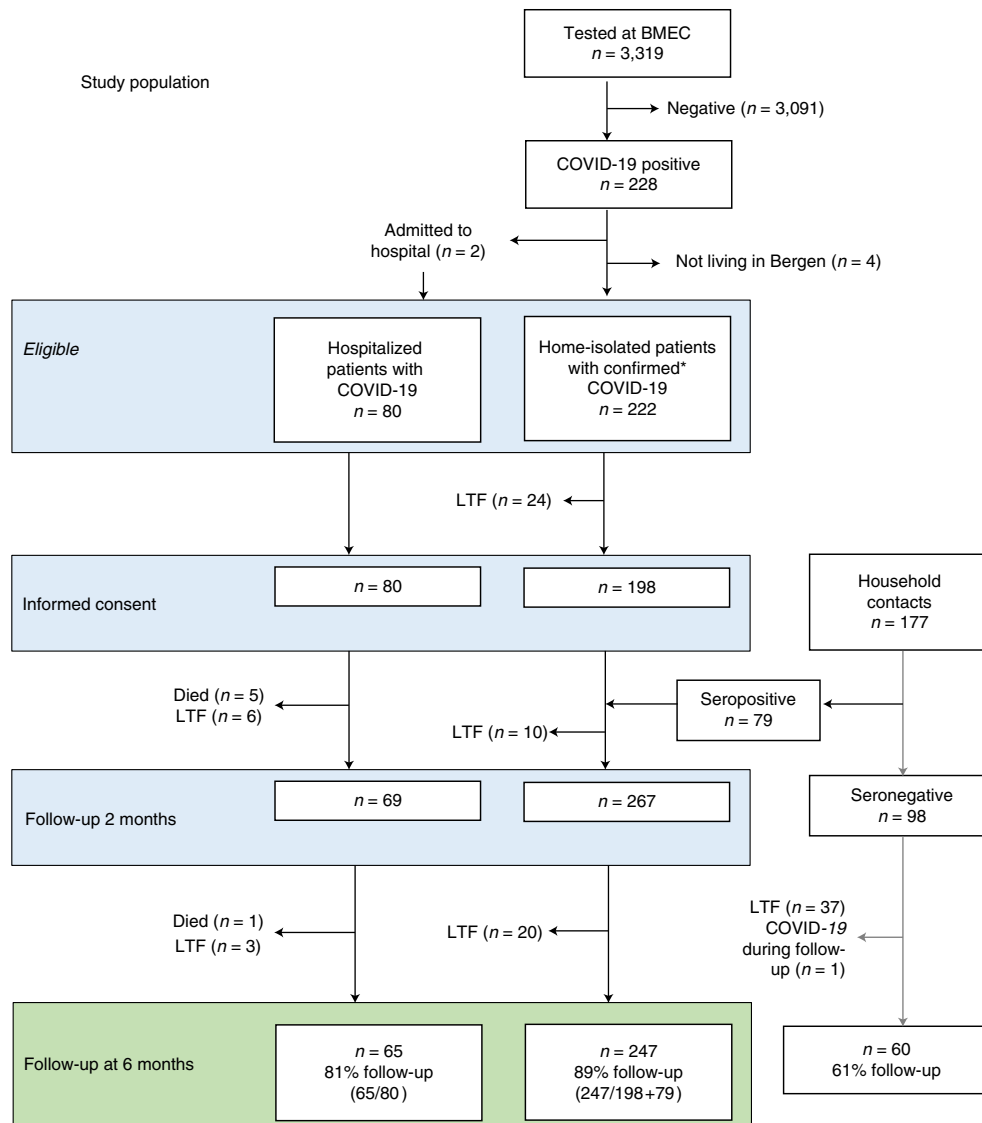 Tested at BMEC
n = 3,319
Study population
Negative (n = 3,091)
COVID-19 positive
n = 228
Admitted to
hospital (n = 2)
Not living in Bergen (n = 4)
Eligible
Hospitalized
patients with
COVID-19
n = 80
Home-isolated patients
with confirmed*
COVID-19
n = 222
LTF (n = 24)
Informed consent
n = 80
n = 198
Household
contacts
n = 177
Died (n = 5)
LTF (n = 6)
LTF (n = 10)
Seropositive
n = 79
Follow-up 2 months
n = 69
n = 267
Seronegative
n = 98
Died (n = 1)
LTF (n = 3)
LTF (n = 20)
LTF (n = 37)
COVID-19
during follow-
up (n = 1)
Follow-up at 6 months
n = 65
81% follow-up
(65/80)
n = 247
89% follow-up
(247/198+79)
n = 60
61% follow-up